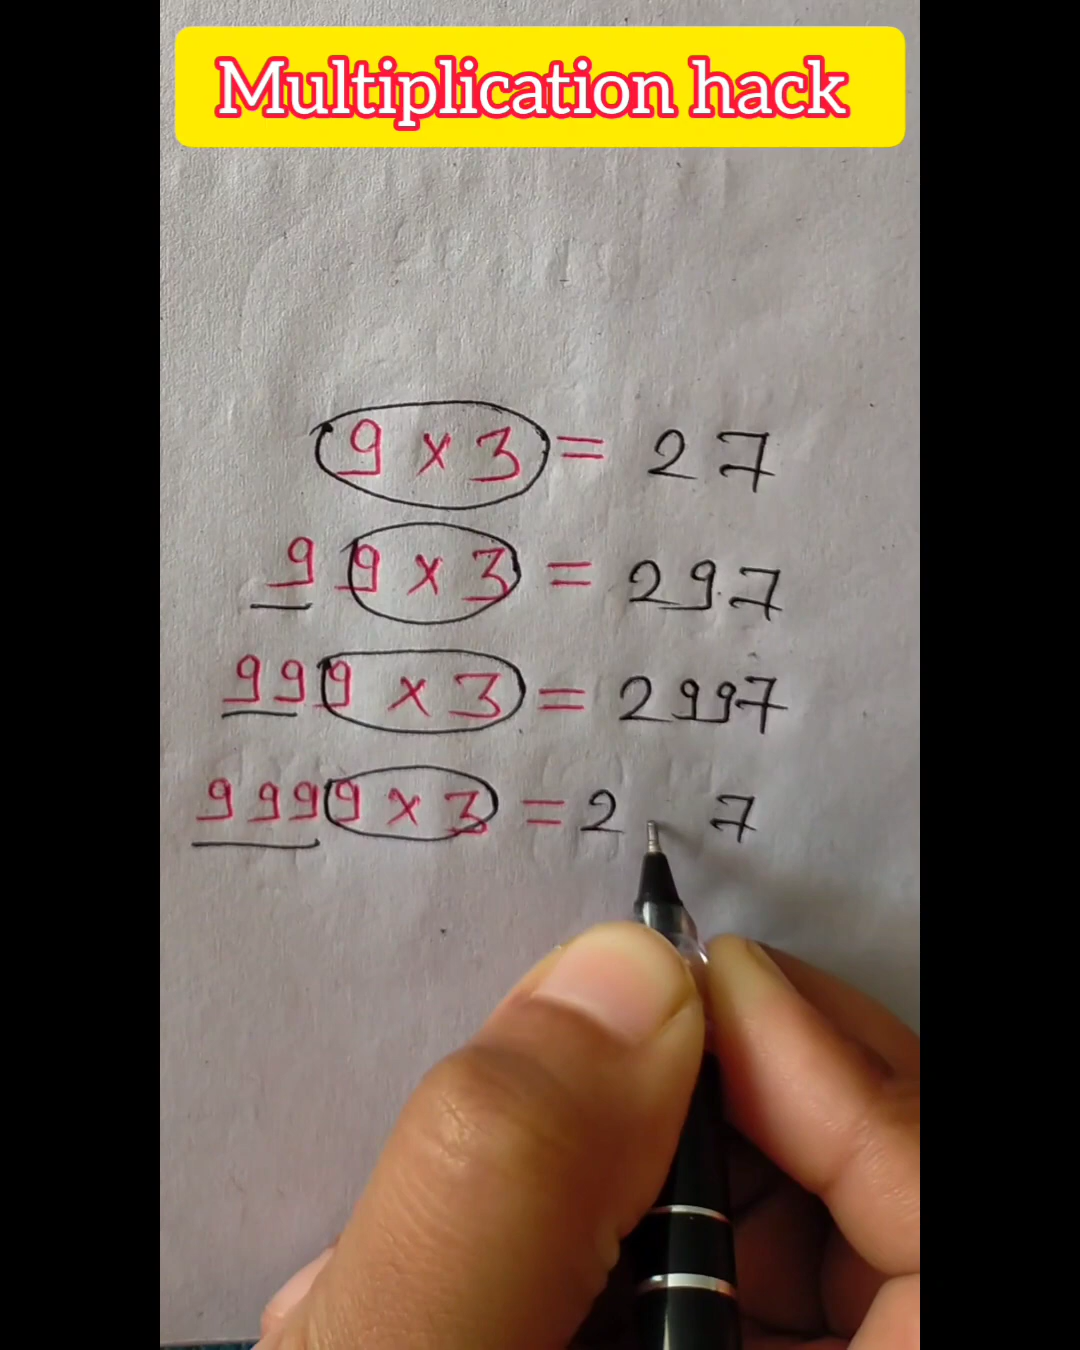 Multiplication hack
9 × 3 = 27
99 × 3 = 297
999 × 3 = 2997
9999 × 3 = 2 7